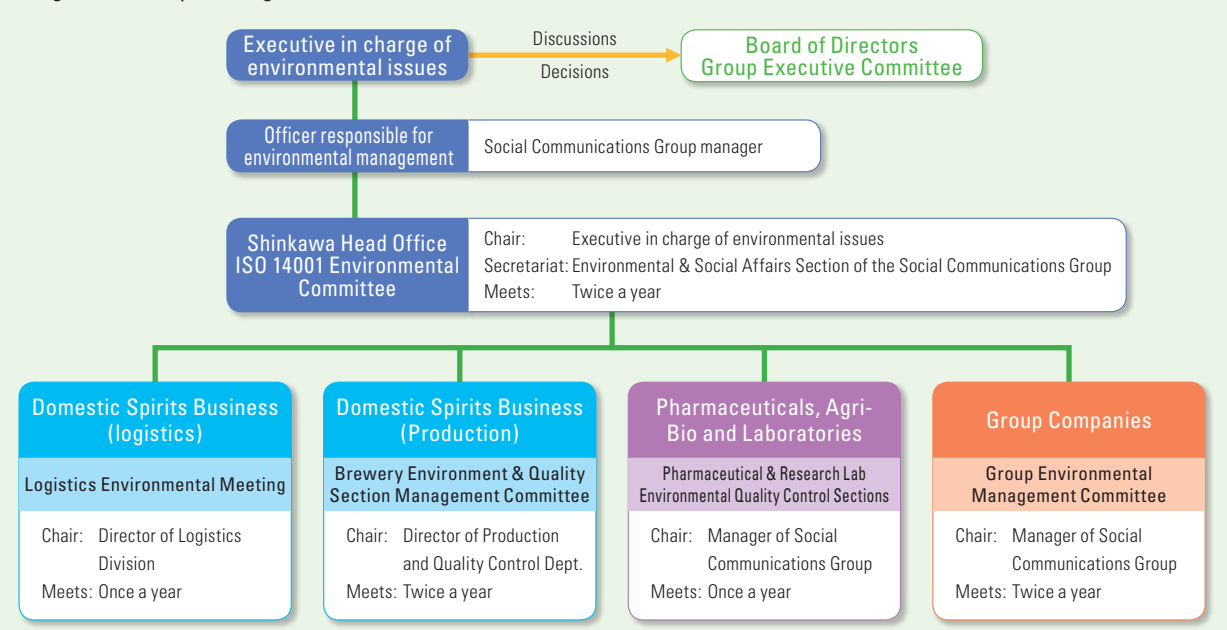 Executive in charge of
environmental issues
Discussions
Decisions
Board of Directors
Group Executive Committee
Officer responsible for
environmental management
Social Communications Group manager
Shinkawa Head Office
ISO 14001 Environmental
Committee
Chair: Executive in charge of environmental issues
Secretariat: Environmental & Social Affairs Section of the Social Communications Group
Meets: Twice a year
Domestic Spirits Business
(logistics)
Logistics Environmental Meeting
Chair: Director of Logistics
Division
Meets: Once a year
Domestic Spirits Business
(Production)
Brewery Environment & Quality
Section Management Committee
Chair: Director of Production
and Quality Control Dept.
Meets: Twice a year
Pharmaceuticals, Agri-
Bio and Laboratories
Pharmaceutical & Research Lab
Environmental Quality Control Sections
Chair: Manager of Social
Communications Group
Meets: Once a year
Group Companies
Group Environmental
Management Committee
Chair: Manager of Social
Communications Group
Meets: Twice a year